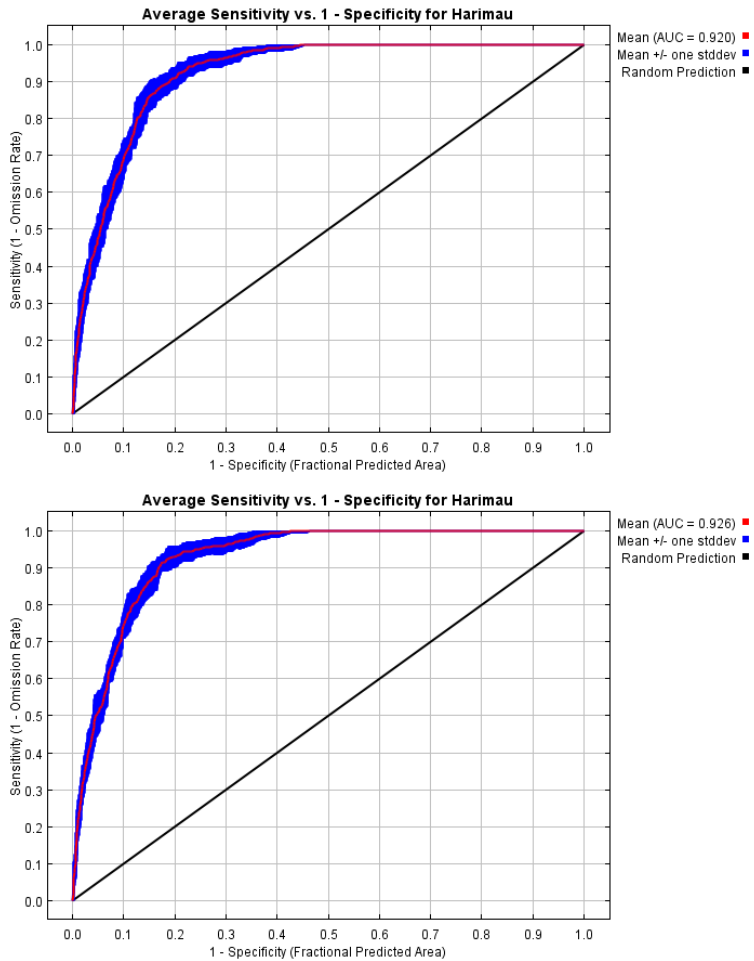 Average Sensitivity vs. 1 - Specificity for Harimau
Mean (AUC = 0.920)
Mean +/- one stddev
Random Prediction
Sensitivity (1 - Omission Rate)
1.0
0.9
0.8
0.7
0.6
0.5
0.4
0.3
0.2
0.1
0.0
0.0 0.1 0.2 0.3 0.4 0.5 0.6 0.7 0.8 0.9 1.0
1 - Specificity (Fractional Predicted Area)
Average Sensitivity vs. 1 - Specificity for Harimau
Mean (AUC = 0.926)
Mean +/- one stddev
Random Prediction
Sensitivity (1 - Omission Rate)
1.0
0.9
0.8
0.7
0.6
0.5
0.4
0.3
0.2
0.1
0.0
0.0 0.1 0.2 0.3 0.4 0.5 0.6 0.7 0.8 0.9 1.0
1 - Specificity (Fractional Predicted Area)